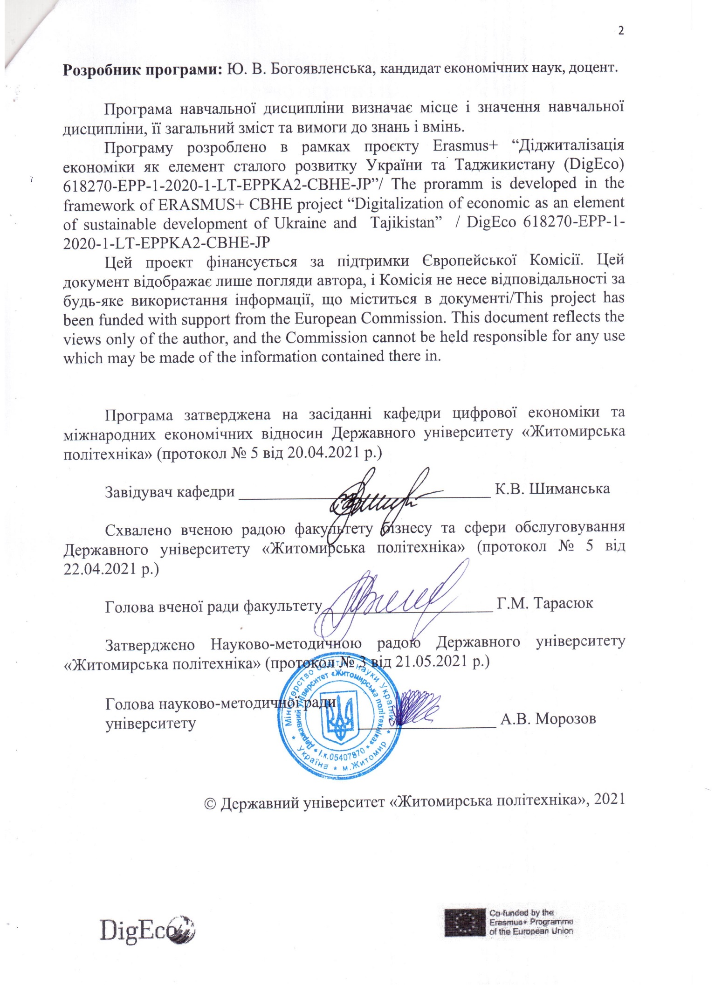 2
Розробник програми: Ю. В. Богоявленська, кандидат економічних наук, доцент.
Програма навчальної дисципліни визначає місце і значення навчальної
дисципліни, її загальний зміст та вимоги до знань і вмінь.
Програму розроблено в рамках проєкту Erasmus+ “Діджиталізація
економіки як елемент сталого розвитку України та Таджикистану (DigEco)
618270-EPP-1-2020-1-LT-EPPKA2-CBHE-JP”/ The proramm is developed in the
framework of ERASMUS+ CBHE project “Digitalization of economic as an element
of sustainable development of Ukraine and Tajikistan” / DigEco 618270-EPP-1-
2020-1-LT-EPPKA2-CBHE-JP
Цей проект фінансується за підтримки Європейської Комісії. Цей
документ відображає лише погляди автора, і Комісія не несе відповідальності за
будь-яке використання інформації, що міститься в документі/This project has
been funded with support from the European Commission. This document reflects the
views only of the author, and the Commission cannot be held responsible for any use
which may be made of the information contained there in.
Програма затверджена на засіданні кафедри цифрової економіки та
міжнародних економічних відносин Державного університету «Житомирська
політехніка» (протокол № 5 від 20.04.2021 р.)
Завідувач кафедри К.В. Шиманська
Схвалено вченою радою факультету бізнесу та сфери обслуговування
Державного університету «Житомирська політехніка» (протокол № 5 від
22.04.2021 р.)
Голова вченої ради факультету Г.М. Тарасюк
Затверджено Науково-методичною радою Державного університету
«Житомирська політехніка» (протокол № 3 від 21.05.2021 р.)
Голова науково-методичної ради
університету А.В. Морозов
Міністерство освіти і науки України
Державний університет «Житомирська політехніка»
* І.к.05407870 *
* Україна * м.Житомир *
© Державний університет «Житомирська політехніка», 2021
DigEco
Co-funded by the
Erasmus+ Programme
of the European Union